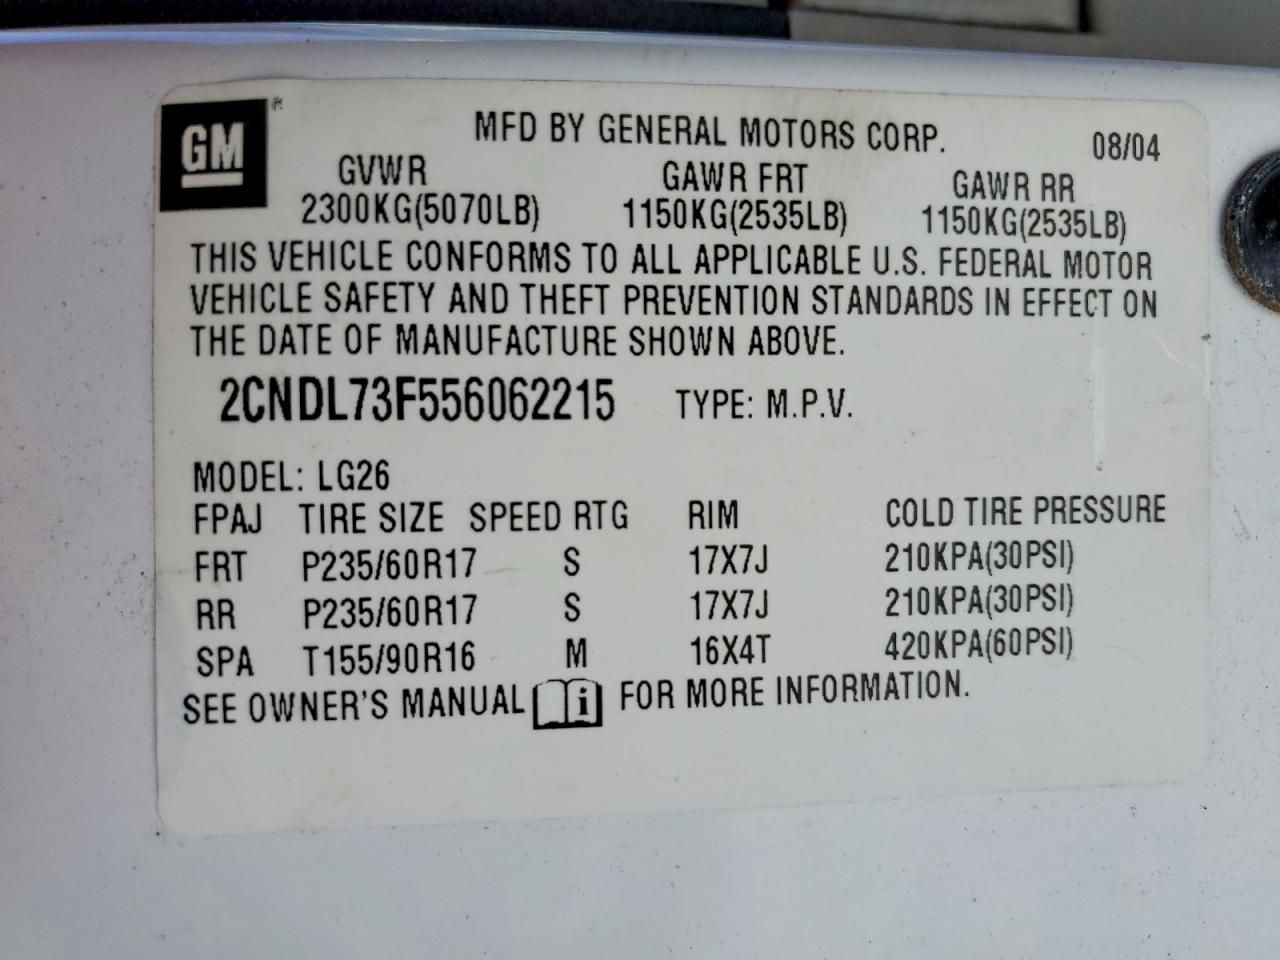 GM ®
MFD BY GENERAL MOTORS CORP. 08/04
GVWR GAWR FRT GAWR RR
2300KG(5070LB) 1150KG(2535LB) 1150KG(2535LB)
THIS VEHICLE CONFORMS TO ALL APPLICABLE U.S. FEDERAL MOTOR
VEHICLE SAFETY AND THEFT PREVENTION STANDARDS IN EFFECT ON
THE DATE OF MANUFACTURE SHOWN ABOVE.
2CNDL73F556062215 TYPE: M.P.V.
MODEL: LG26
FPAJ TIRE SIZE SPEED RTG RIM COLD TIRE PRESSURE
FRT P235/60R17 S 17X7J 210KPA(30PSI)
RR P235/60R17 S 17X7J 210KPA(30PSI)
SPA T155/90R16 M 16X4T 420KPA(60PSI)
SEE OWNER'S MANUAL i FOR MORE INFORMATION.